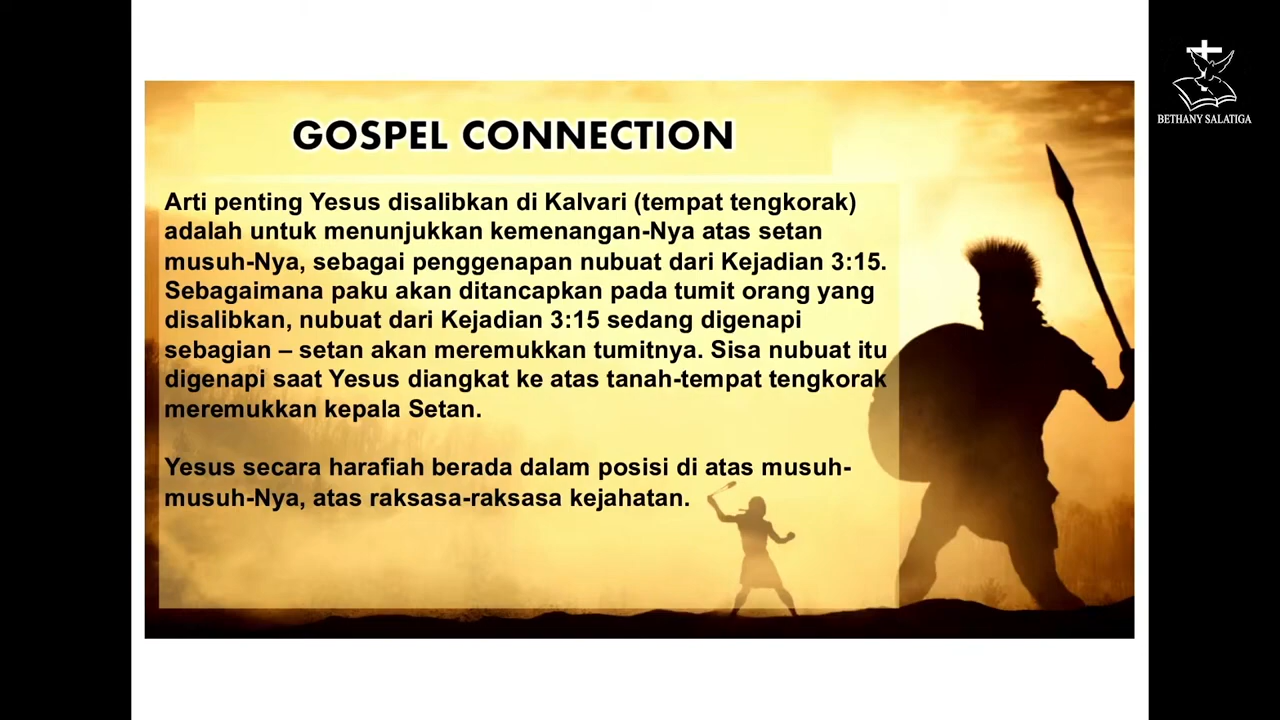 GOSPEL CONNECTION
Arti penting Yesus disalibkan di Kalvari (tempat tengkorak)
adalah untuk menunjukkan kemenangan-Nya atas setan
musuh-Nya, sebagai penggenapan nubuat dari Kejadian 3:15.
Sebagaimana paku akan ditancapkan pada tumit orang yang
disalibkan, nubuat dari Kejadian 3:15 sedang digenapi
sebagian – setan akan meremukkan tumitnya. Sisa nubuat itu
digenapi saat Yesus diangkat ke atas tanah-tempat tengkorak
meremukkan kepala Setan.
Yesus secara harafiah berada dalam posisi di atas musuh-
musuh-Nya, atas raksasa-raksasa kejahatan.
BETHANY SALATIGA